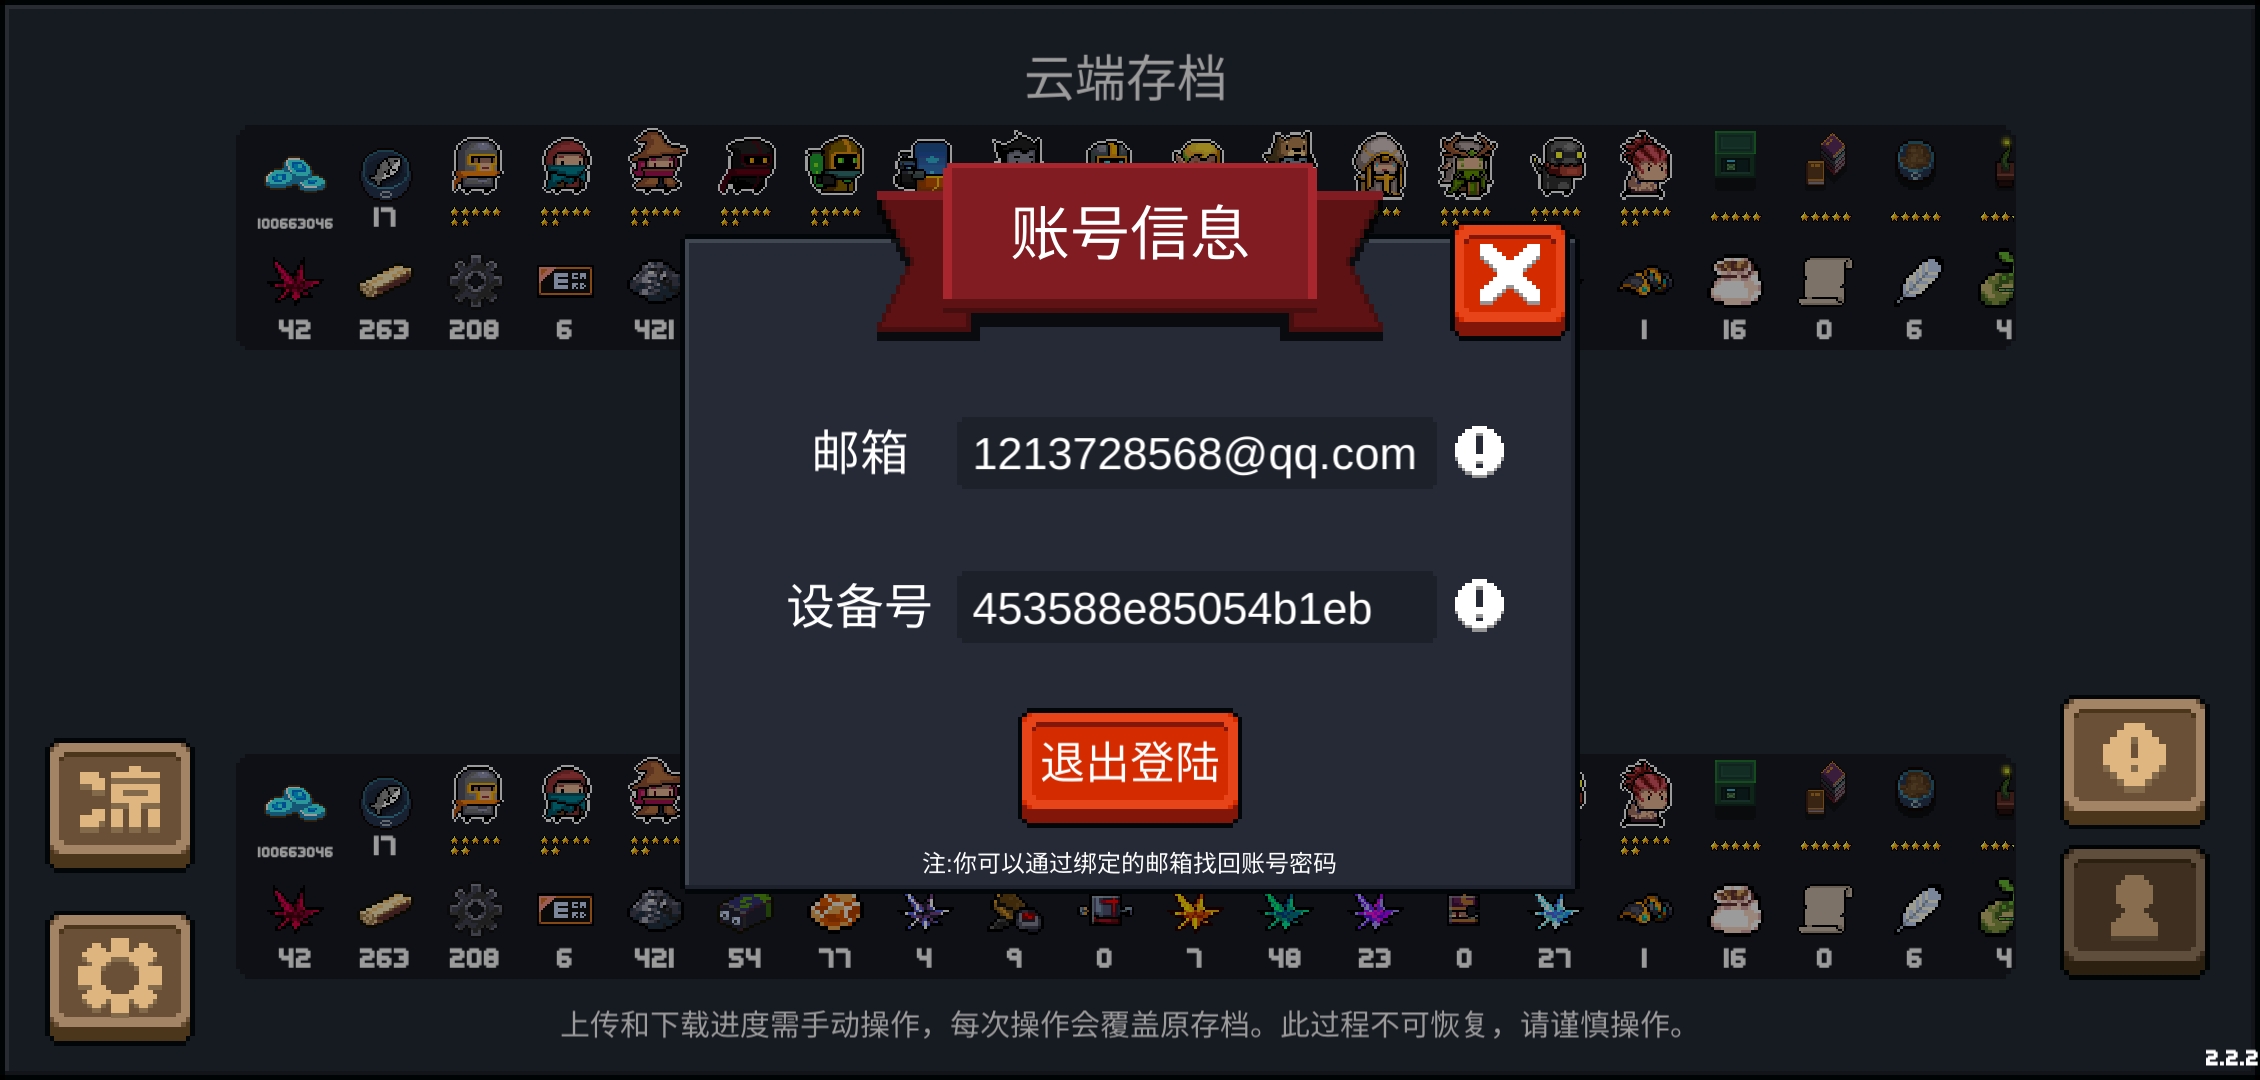 云端存档
100663046 17
账号信息
42 263 208 6 421 1 16 0 6 4
邮箱 1213728568@qq.com
设备号 453588e85054b1eb
退出登陆
凉
注:你可以通过绑定的邮箱找回账号密码
100663046 17
42 263 208 6 421 54 77 4 9 0 7 48 23 0 27 1 16 0 6 4
上传和下载进度需手动操作，每次操作会覆盖原存档。此过程不可恢复，请谨慎操作。
2.2.2